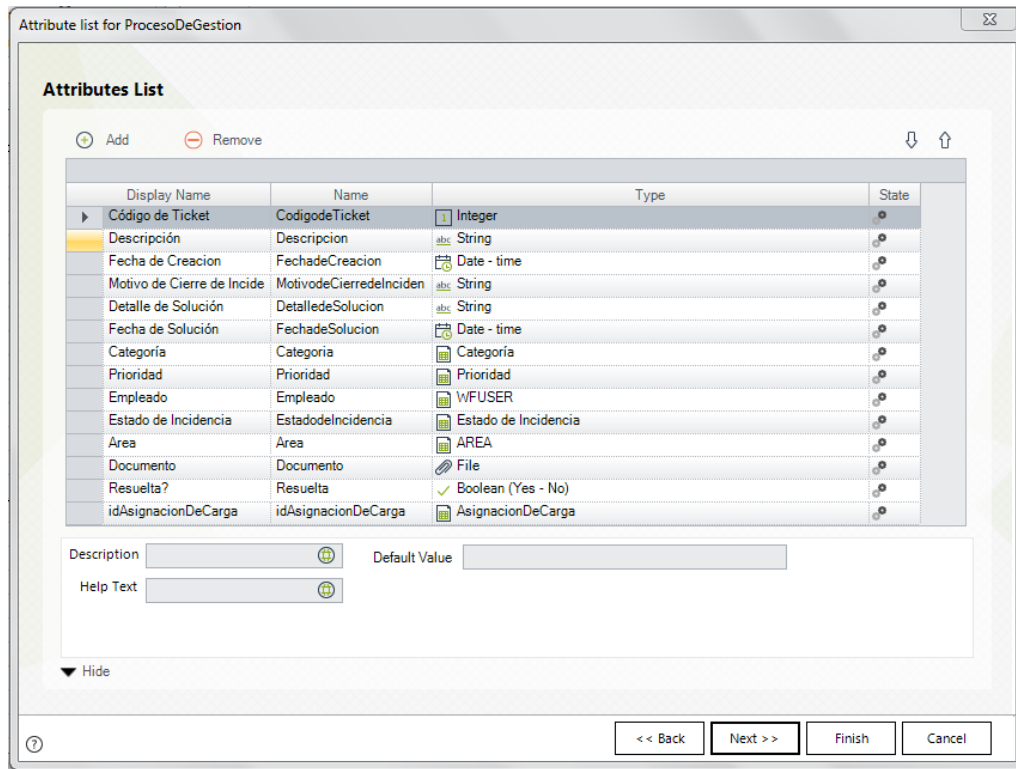 Attribute list for ProcesoDeGestion
Attributes List
Add Remove
Display Name Name Type State
Código de Ticket CodigodeTicket 1 Integer
Descripción Descripcion abc String
Fecha de Creacion FechadeCreacion Date - time
Motivo de Cierre de Incide MotivodeCierredeInciden abc String
Detalle de Solución DetalledeSolucion abc String
Fecha de Solución FechadeSolucion Date - time
Categoría Categoria Categoría
Prioridad Prioridad Prioridad
Empleado Empleado WFUSER
Estado de Incidencia EstadodeIncidencia Estado de Incidencia
Area Area AREA
Documento Documento File
Resuelta? Resuelta Boolean (Yes - No)
idAsignacionDeCarga idAsignacionDeCarga AsignacionDeCarga
Description Default Value
Help Text
Hide
? << Back Next >> Finish Cancel